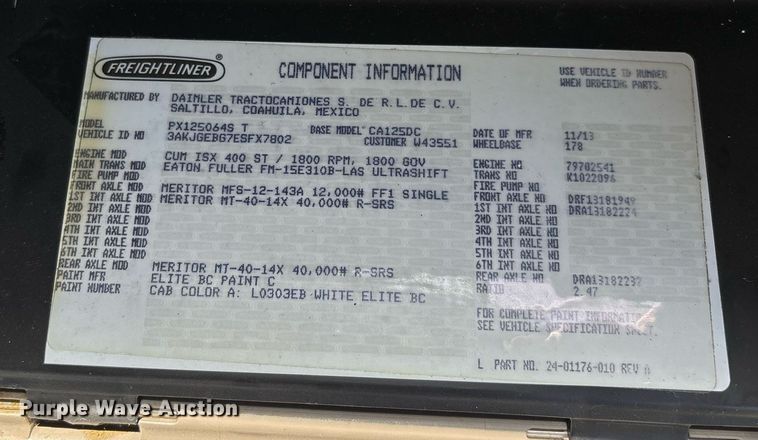 FREIGHTLINER®
COMPONENT INFORMATION
USE VEHICLE ID NUMBER
WHEN ORDERING PARTS.
MANUFACTURED BY DAIMLER TRACTOCAMIONES S. DE R.L.DE C.V.
SALTILLO, COAHUILA, MEXICO
MODEL PX125064S T BASE MODEL CA125DC DATE OF MFR 11/13
VEHICLE ID NO 3AKJGEBG7ESFX7802 CUSTOMER W43551 WHEELBASE 178
ENGINE MOD CUM ISX 400 ST / 1800 RPM, 1800 GOV ENGINE NO 79702541
MAIN TRANS MOD EATON FULLER FM-15E310B-LAS ULTRASHIFT TRANS NO K1022096
FIRE PUMP MOD FIRE PUMP NO
FRONT AXLE MOD MERITOR MFS-12-143A 12,000# FF1 SINGLE FRONT AXLE NO DRF13181949
1ST INT AXLE MOD MERITOR MT-40-14X 40,000# R-SRS 1ST INT AXLE NO DRA13182224
2ND INT AXLE MOD 2ND INT AXLE NO
3RD INT AXLE MOD 3RD INT AXLE NO
4TH INT AXLE MOD 4TH INT AXLE NO
5TH INT AXLE MOD 5TH INT AXLE NO
6TH INT AXLE MOD 6TH INT AXLE NO
REAR AXLE MOD MERITOR MT-40-14X 40,000# R-SRS REAR AXLE NO DRA13182232
PAINT MFR ELITE BC PAINT C RATIO 2.47
PAINT NUMBER CAB COLOR A: L0303EB WHITE ELITE BC
FOR COMPLETE PAINT INFORMATION
SEE VEHICLE SPECIFICATION SHEET.
L PART NO. 24-01176-010 REV A
Purple Wave Auction